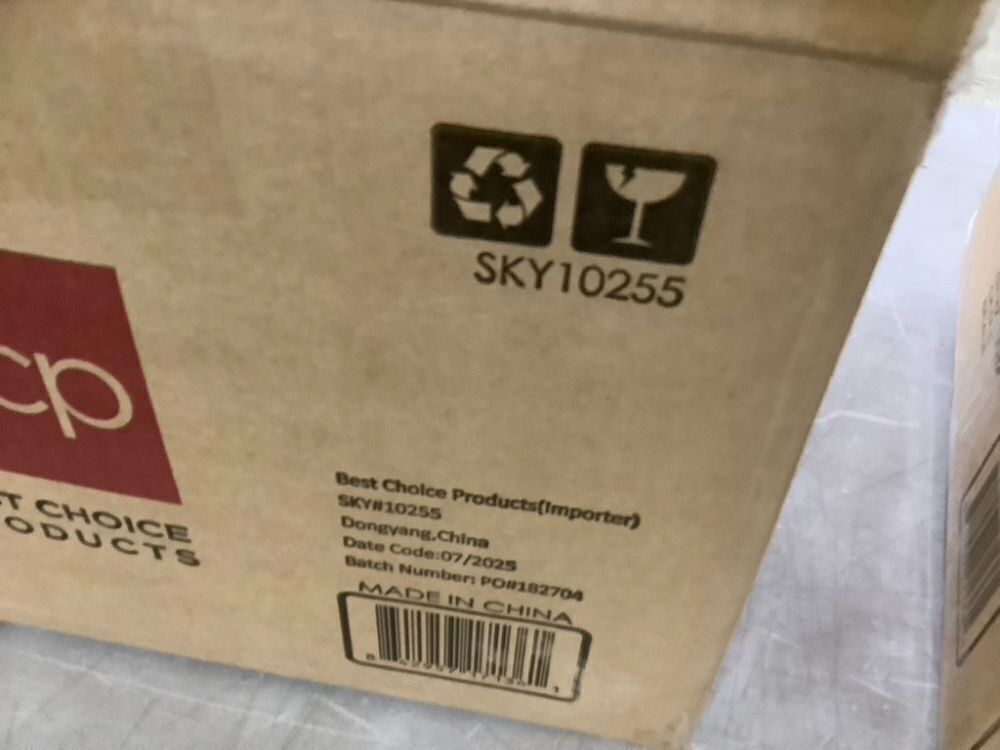 SKY10255
cp
T CHOICE
ODUCTS
Best Choice Products(Importer)
SKY#10255
Dongyang,China
Date Code:07/2025
Batch Number: PO#182704
MADE IN CHINA